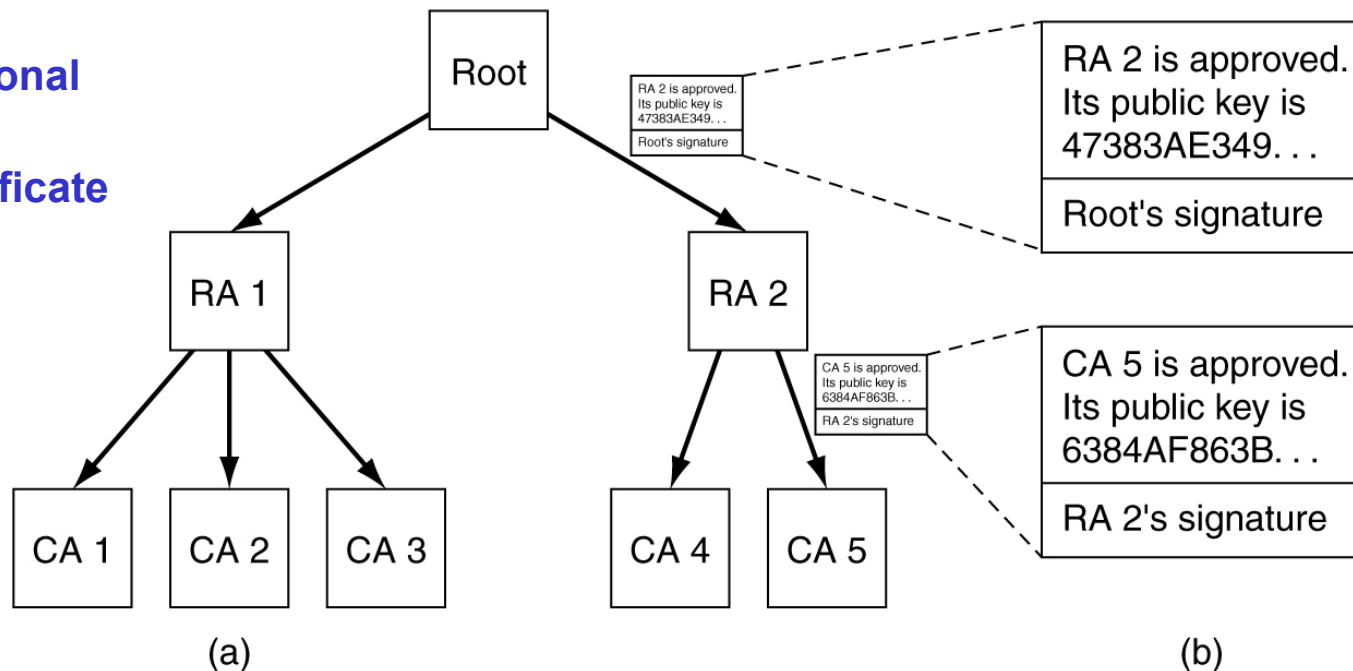 onal
ficate
Root
RA 2 is approved.
Its public key is
47383AE349. . .
Root's signature
RA 2 is approved.
Its public key is
47383AE349. . .
Root's signature
RA 1
RA 2
CA 5 is approved.
Its public key is
6384AF863B. . .
RA 2's signature
CA 5 is approved.
Its public key is
6384AF863B. . .
RA 2's signature
CA 1
CA 2
CA 3
CA 4
CA 5
(a)
(b)